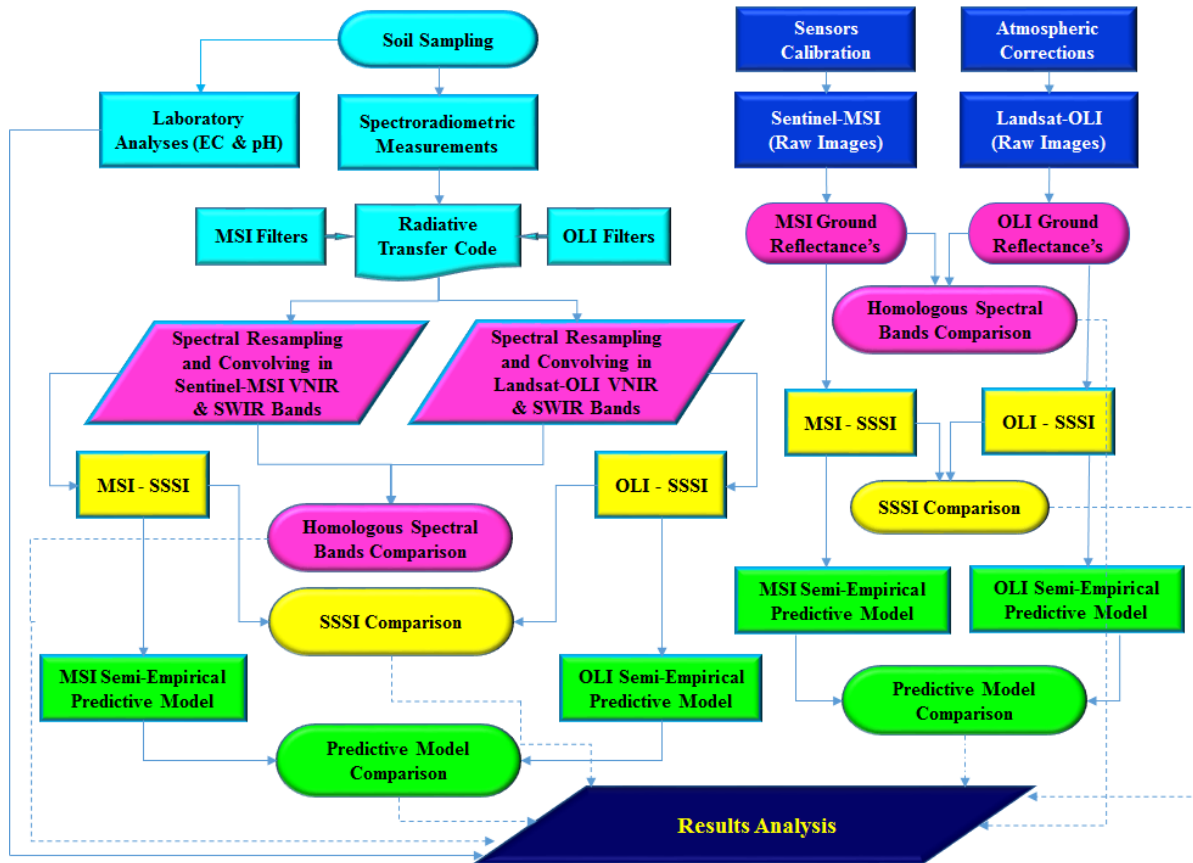 Soil Sampling
Sensors
Calibration
Atmospheric
Corrections
Laboratory
Analyses (EC & pH)
Spectroradiometric
Measurements
Sentinel-MSI
(Raw Images)
Landsat-OLI
(Raw Images)
MSI Filters
Radiative
Transfer Code
OLI Filters
MSI Ground
Reflectance's
OLI Ground
Reflectance's
Homologous Spectral
Bands Comparison
Spectral Resampling
and Convolving in
Sentinel-MSI VNIR
& SWIR Bands
Spectral Resampling
and Convolving in
Landsat-OLI VNIR
& SWIR Bands
MSI - SSSI
OLI - SSSI
MSI - SSSI
OLI - SSSI
SSSI Comparison
Homologous Spectral
Bands Comparison
SSSI Comparison
MSI Semi-Empirical
Predictive Model
OLI Semi-Empirical
Predictive Model
MSI Semi-Empirical
Predictive Model
OLI Semi-Empirical
Predictive Model
Predictive Model
Comparison
Predictive Model
Comparison
Results Analysis